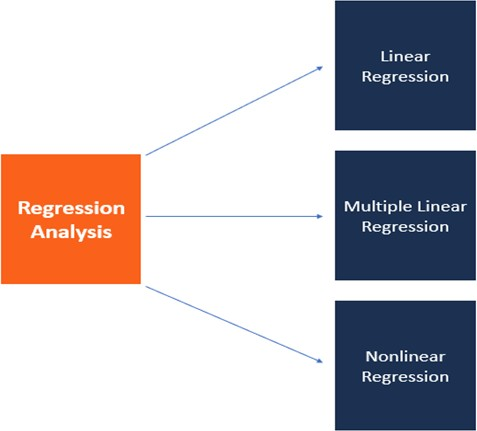 Linear
Regression
Regression
Analysis
Multiple Linear
Regression
Nonlinear
Regression